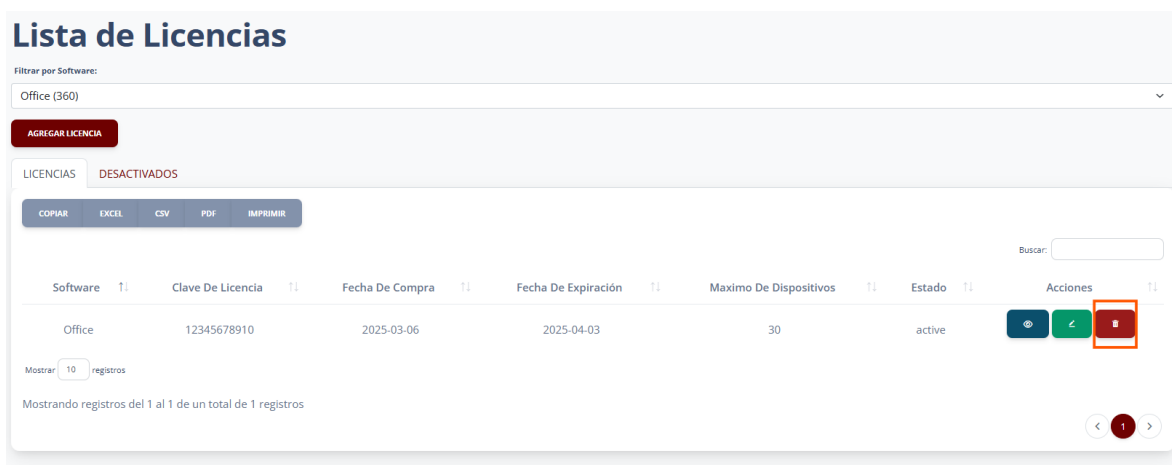 Lista de Licencias
Filtrar por Software:
Office (360)
AGREGAR LICENCIA
LICENCIAS DESACTIVADOS
COPIAR EXCEL CSV PDF IMPRIMIR
Buscar:
Software Clave De Licencia Fecha De Compra Fecha De Expiración Maximo De Dispositivos Estado Acciones
Office 12345678910 2025-03-06 2025-04-03 30 active
Mostrar 10 registros
Mostrando registros del 1 al 1 de un total de 1 registros
1